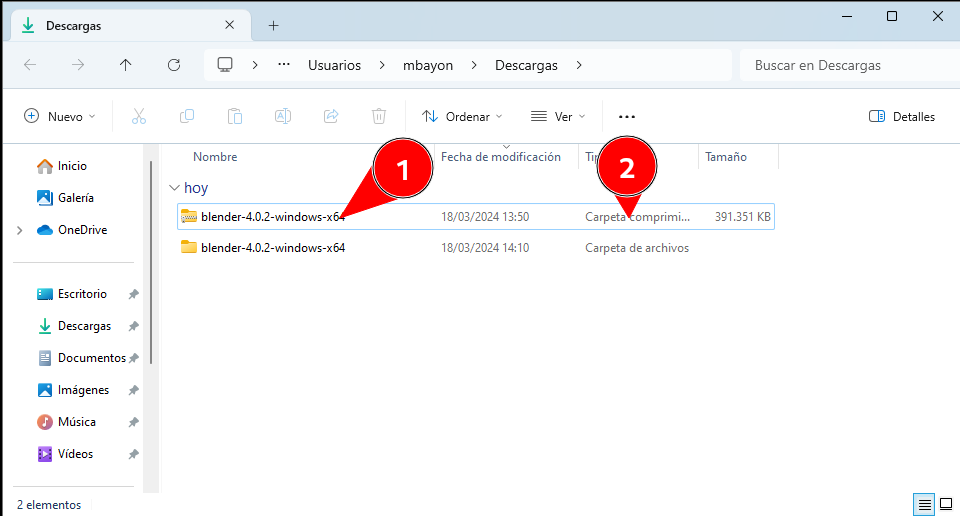 Descargas
Usuarios mbayon Descargas Buscar en Descargas
Nuevo Ordenar Ver Detalles
Nombre Fecha de modificación Tamaño
1
2
hoy
blender-4.0.2-windows-x64 18/03/2024 13:50 Carpeta comprimi... 391.351 KB
blender-4.0.2-windows-x64 18/03/2024 14:10 Carpeta de archivos
Inicio
Galería
OneDrive
Escritorio
Descargas
Documentos
Imágenes
Música
Vídeos
2 elementos